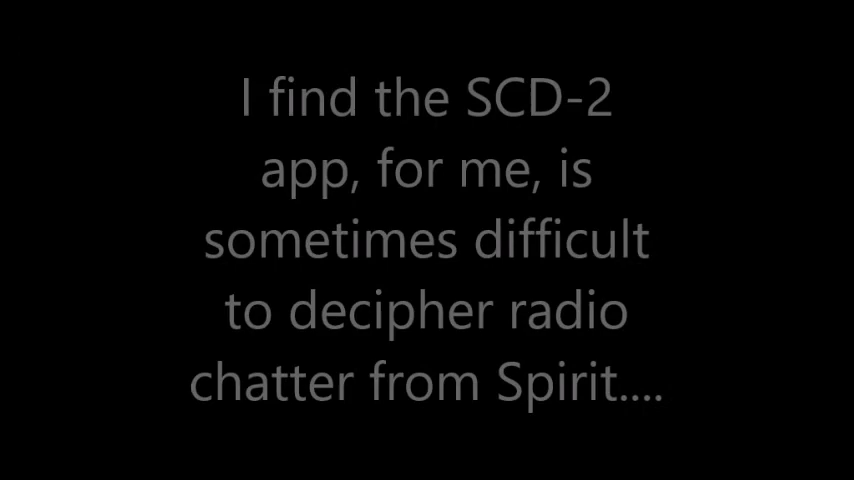 I find the SCD-2
app, for me, is
sometimes difficult
to decipher radio
chatter from Spirit....